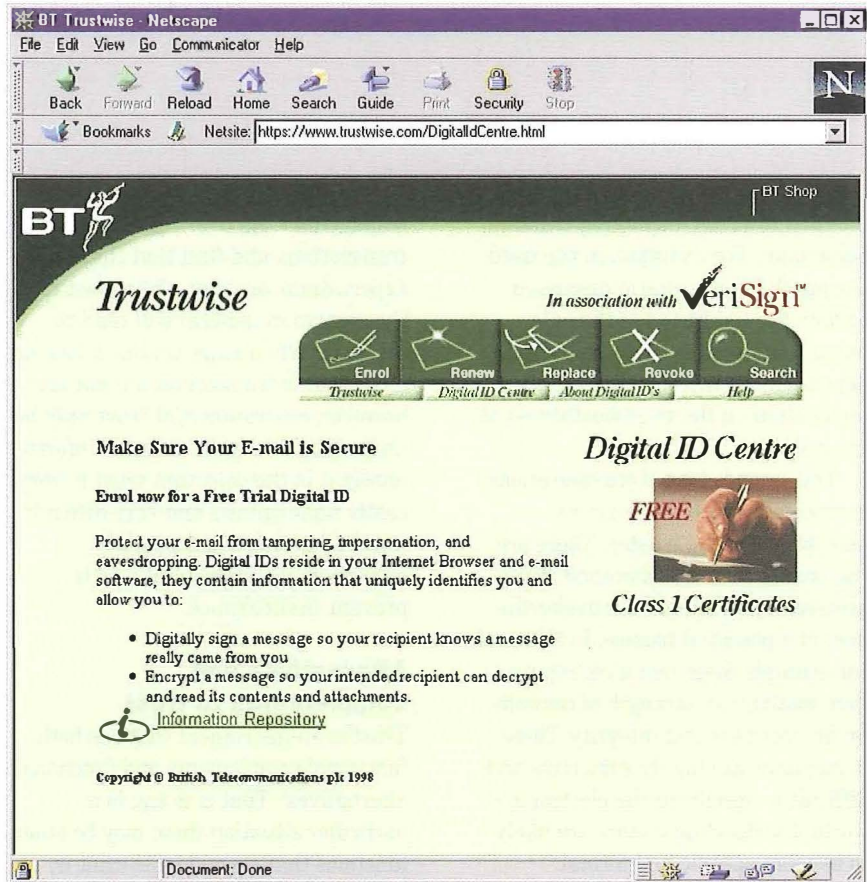 BT Trustwise - Netscape
File Edit View Go Communicator Help
Back Forward Reload Home Search Guide Print Security Stop
N
Bookmarks Netsite: https://www.trustwise.com/DigitalIdCentre.html
BT Shop
BT
Trustwise
In association with VeriSign™
Enrol Renew Replace Revoke Search
Trustwise Digital ID Centre About Digital ID's Help
Make Sure Your E-mail is Secure
Digital ID Centre
Enrol now for a Free Trial Digital ID
FREE
Protect your e-mail from tampering, impersonation, and
eavesdropping. Digital IDs reside in your Internet Browser and e-mail
software, they contain information that uniquely identifies you and
allow you to:
Class 1 Certificates
• Digitally sign a message so your recipient knows a message
really came from you
• Encrypt a message so your intended recipient can decrypt
and read its contents and attachments.
i Information Repository
Copyright © British Telecommunications plc 1998
Document: Done